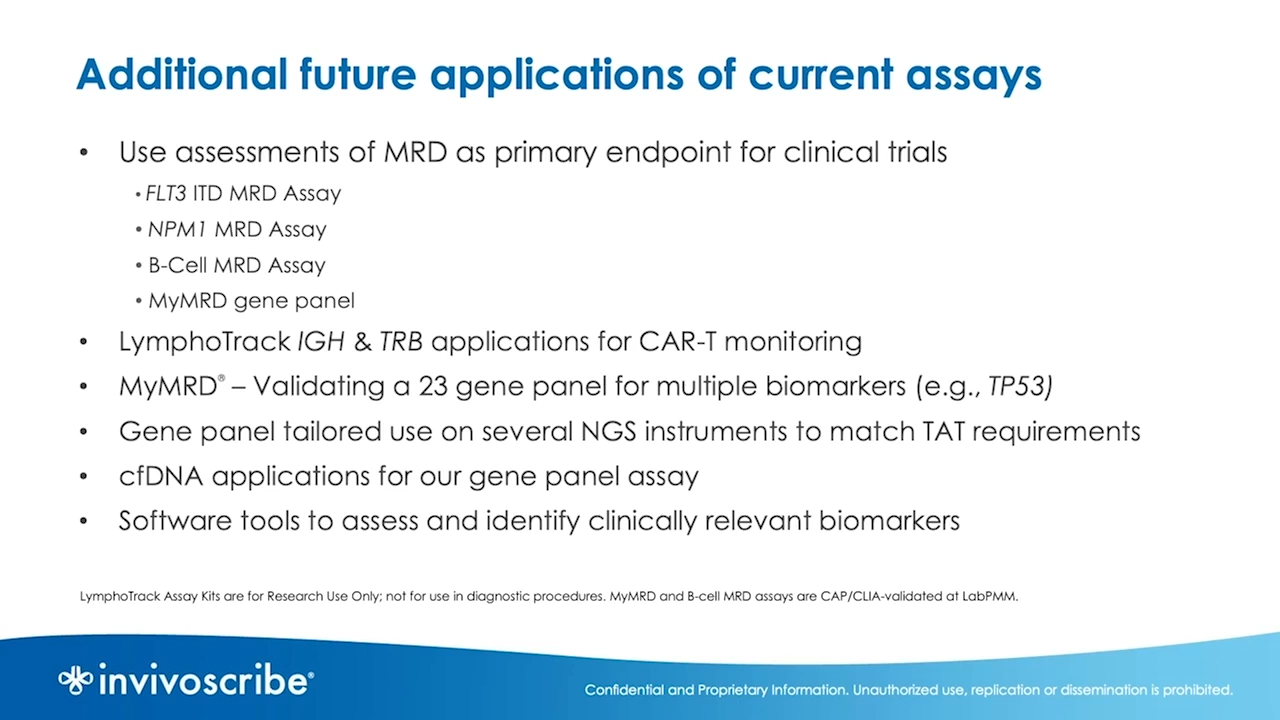 Additional future applications of current assays
• Use assessments of MRD as primary endpoint for clinical trials
• FLT3 ITD MRD Assay
• NPM1 MRD Assay
• B-Cell MRD Assay
• MyMRD gene panel
• LymphoTrack IGH & TRB applications for CAR-T monitoring
• MyMRD® – Validating a 23 gene panel for multiple biomarkers (e.g., TP53)
• Gene panel tailored use on several NGS instruments to match TAT requirements
• cfDNA applications for our gene panel assay
• Software tools to assess and identify clinically relevant biomarkers
LymphoTrack Assay Kits are for Research Use Only; not for use in diagnostic procedures. MyMRD and B-cell MRD assays are CAP/CLIA-validated at LabPMM.
invivoscribe®
Confidential and Proprietary Information. Unauthorized use, replication or dissemination is prohibited.